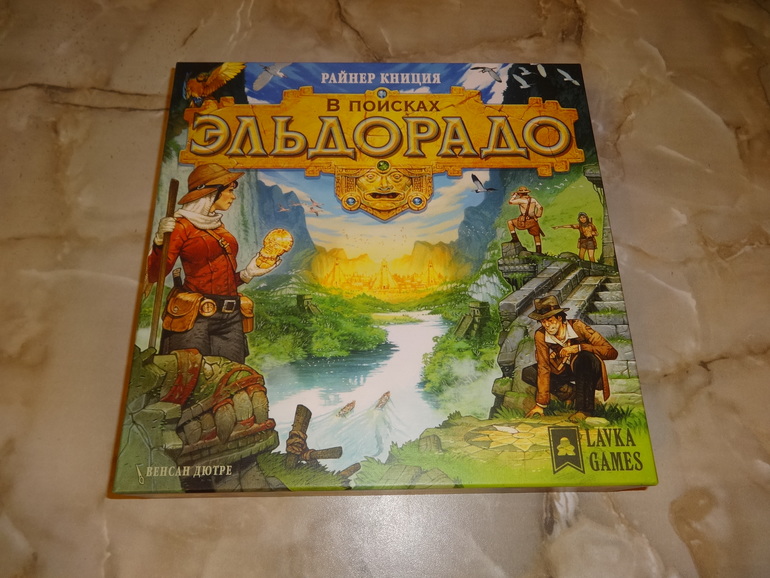 РАЙНЕР КНИЦИЯ
В ПОИСКАХ
ЭЛЬДОРАДО
ВЕНСАН ДЮТРЕ
LAVKA
GAMES